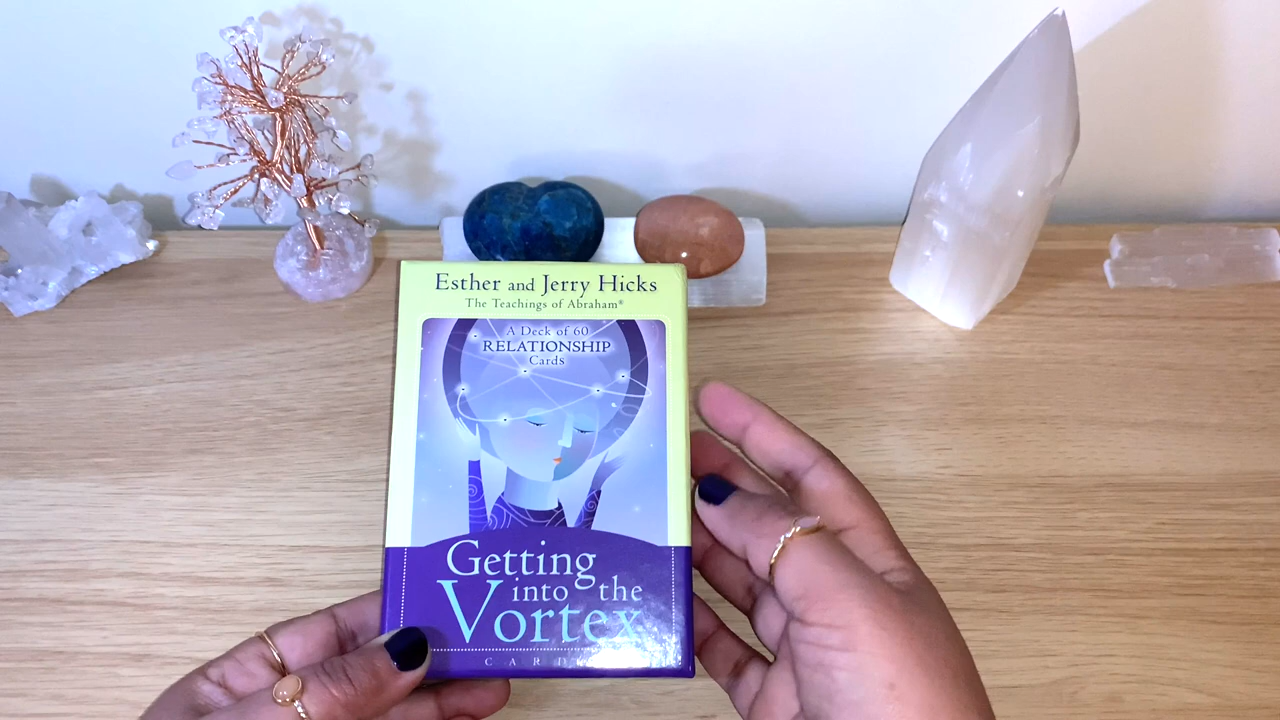 Esther and Jerry Hicks
The Teachings of Abraham®
A Deck of 60
RELATIONSHIP
Cards
Getting
into the
Vortex